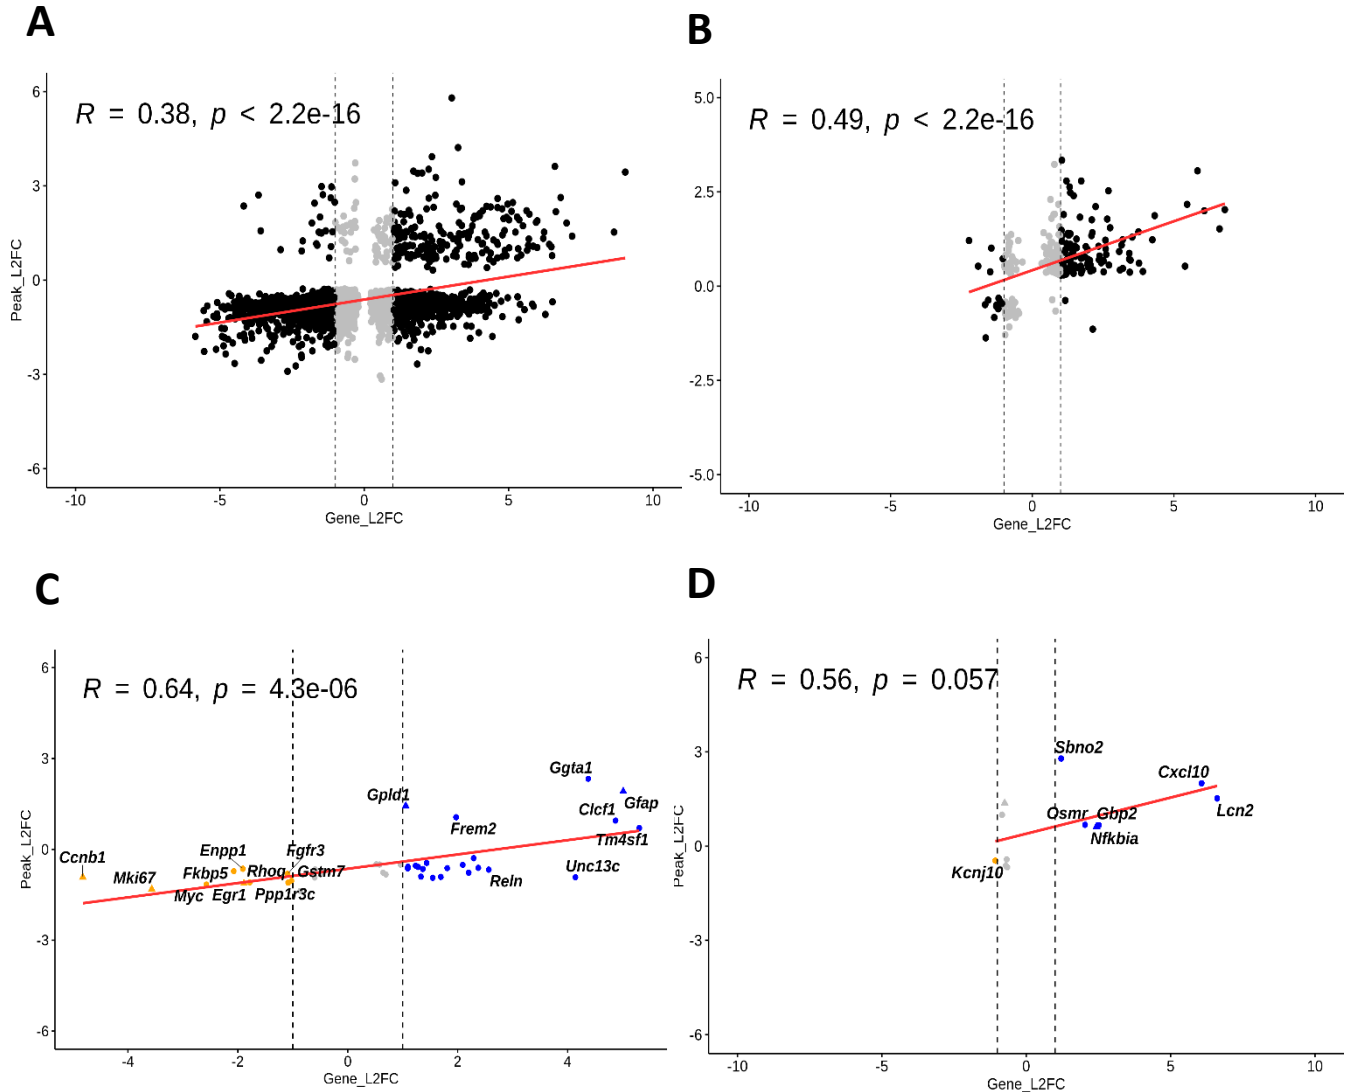 A
R = 0.38, p < 2.2e-16
6
3
0
-3
-6
Peak_L2FC
-10 -5 0 5 10
Gene_L2FC
B
R = 0.49, p < 2.2e-16
5.0
2.5
0.0
-2.5
-5.0
Peak_L2FC
-10 -5 0 5 10
Gene_L2FC
C
R = 0.64, p = 4.3e-06
6
3
0
-3
-6
Peak_L2FC
Ggta1
Gpld1
Gfap
Clcf1
Frem2
Tm4sf1
Enpp1 Fgfr3
Ccnb1
Unc13c
Mki67 Fkbp5 Rhoq Gstm7
Reln
Myc Egr1 Ppp1r3c
-4 -2 0 2 4
Gene_L2FC
D
R = 0.56, p = 0.057
6
3
0
-3
-6
Peak_L2FC
Sbno2
Cxcl10
Osmr Gbp2
Lcn2
Nfkbia
Kcnj10
-10 -5 0 5 10
Gene_L2FC